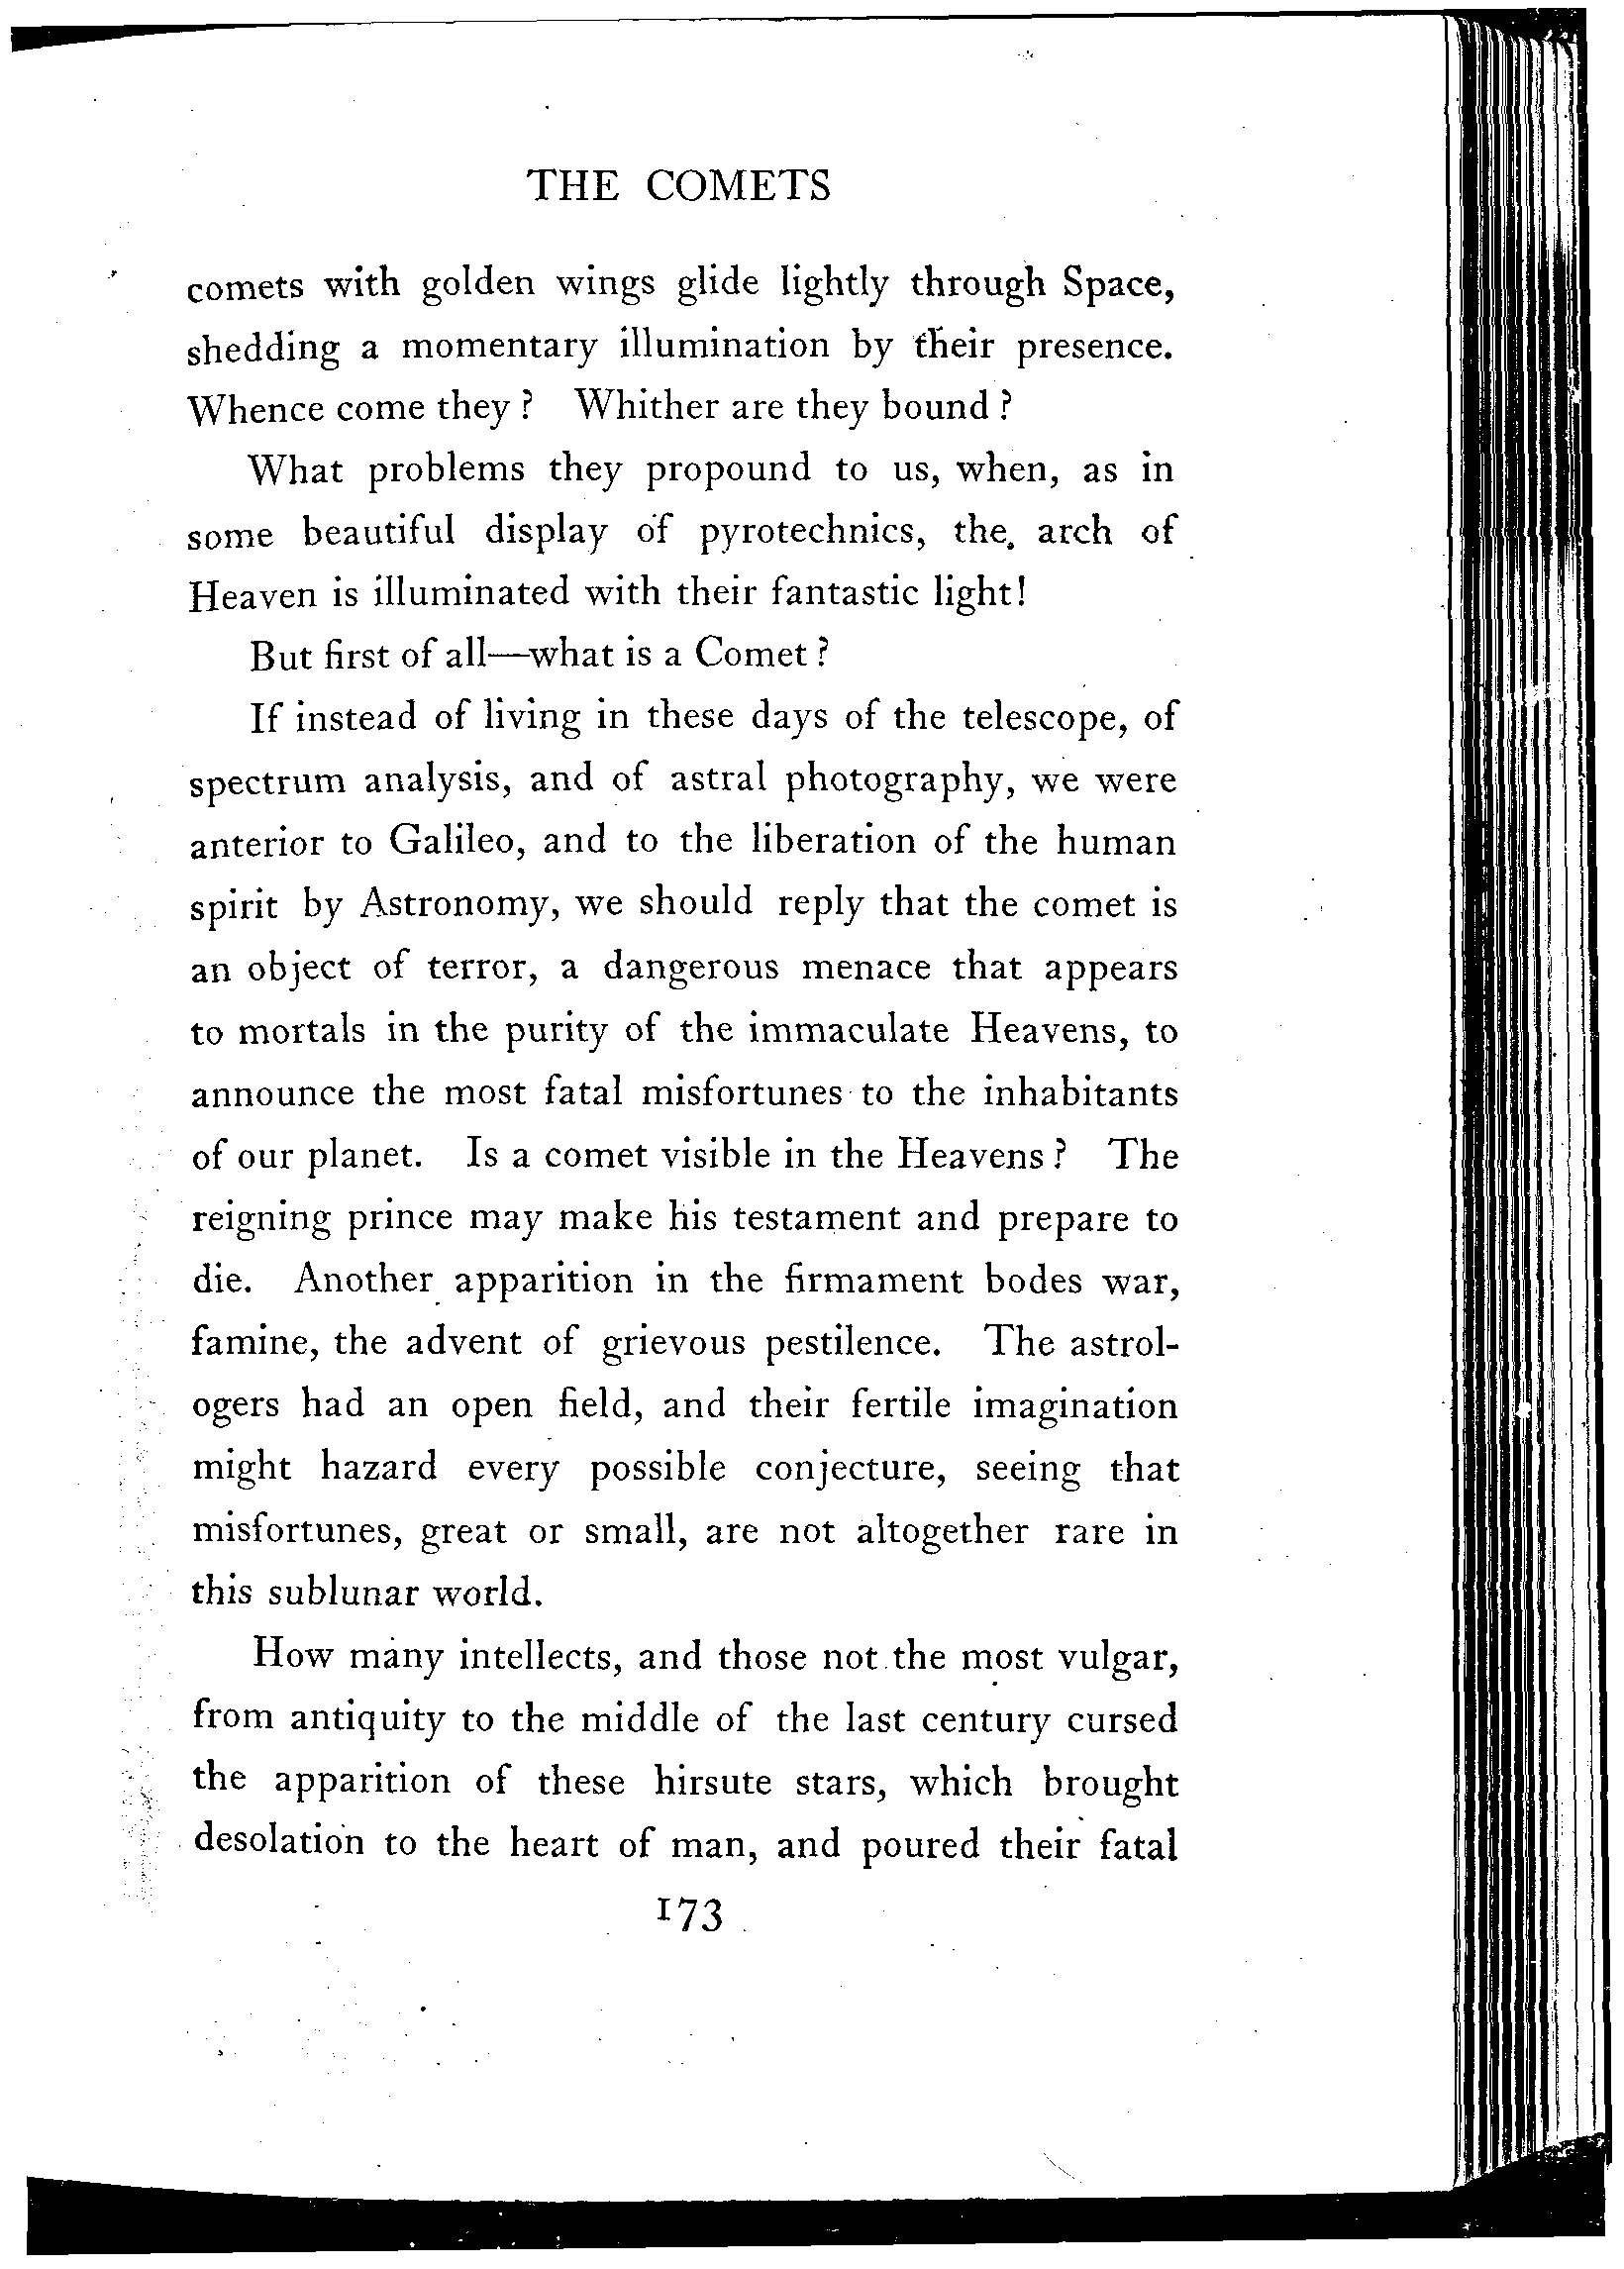 THE COMETS
comets with golden wings glide lightly through Space,
shedding a momentary illumination by their presence.
Whence come they? Whither are they bound?
What problems they propound to us, when, as in
some beautiful display of pyrotechnics, the arch of
Heaven is illuminated with their fantastic light!
But first of all—what is a Comet?
If instead of living in these days of the telescope, of
spectrum analysis, and of astral photography, we were
anterior to Galileo, and to the liberation of the human
spirit by Astronomy, we should reply that the comet is
an object of terror, a dangerous menace that appears
to mortals in the purity of the immaculate Heavens, to
announce the most fatal misfortunes to the inhabitants
of our planet. Is a comet visible in the Heavens? The
reigning prince may make his testament and prepare to
die. Another apparition in the firmament bodes war,
famine, the advent of grievous pestilence. The astrol-
ogers had an open field, and their fertile imagination
might hazard every possible conjecture, seeing that
misfortunes, great or small, are not altogether rare in
this sublunar world.
How many intellects, and those not the most vulgar,
from antiquity to the middle of the last century cursed
the apparition of these hirsute stars, which brought
desolation to the heart of man, and poured their fatal
173